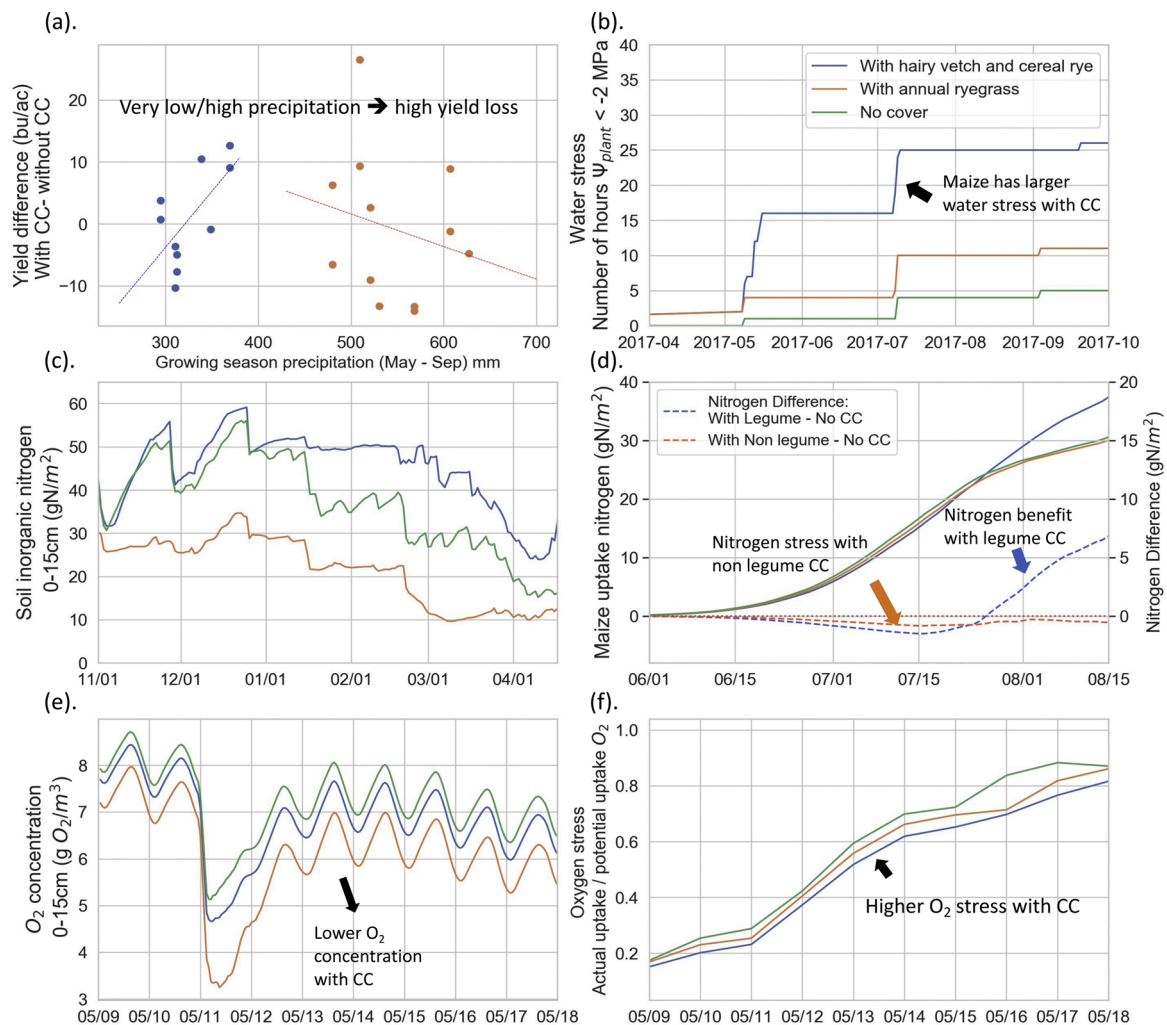 (a).
Yield difference (bu/ac)
With CC- without CC
20
10
0
−10
Very low/high precipitation ➔ high yield loss
300 400 500 600 700
Growing season precipitation (May - Sep) mm
(b).
Water stress
Number of hours Ψplant < -2 MPa
40
35
30
25
20
15
10
5
0
With hairy vetch and cereal rye
With annual ryegrass
No cover
Maize has larger
water stress with CC
2017-04 2017-05 2017-06 2017-07 2017-08 2017-09 2017-10
(c).
Soil inorganic nitrogen
0-15cm (gN/m²)
60
50
40
30
20
10
0
11/01 12/01 01/01 02/01 03/01 04/01
(d).
Maize uptake nitrogen (gN/m²)
40
30
20
10
0
Nitrogen Difference:
With Legume - No CC
With Non legume - No CC
Nitrogen stress with
non legume CC
Nitrogen benefit
with legume CC
20
15
10
5
0
Nitrogen Difference (gN/m²)
06/01 06/15 07/01 07/15 08/01 08/15
(e).
O₂ concentration
0-15cm (g O₂/m³)
8
7
6
5
4
3
Lower O₂
concentration
with CC
05/09 05/10 05/11 05/12 05/13 05/14 05/15 05/16 05/17 05/18
(f).
Oxygen stress
Actual uptake / potential uptake O₂
1.0
0.8
0.6
0.4
0.2
Higher O₂ stress with CC
05/09 05/10 05/11 05/12 05/13 05/14 05/15 05/16 05/17 05/18